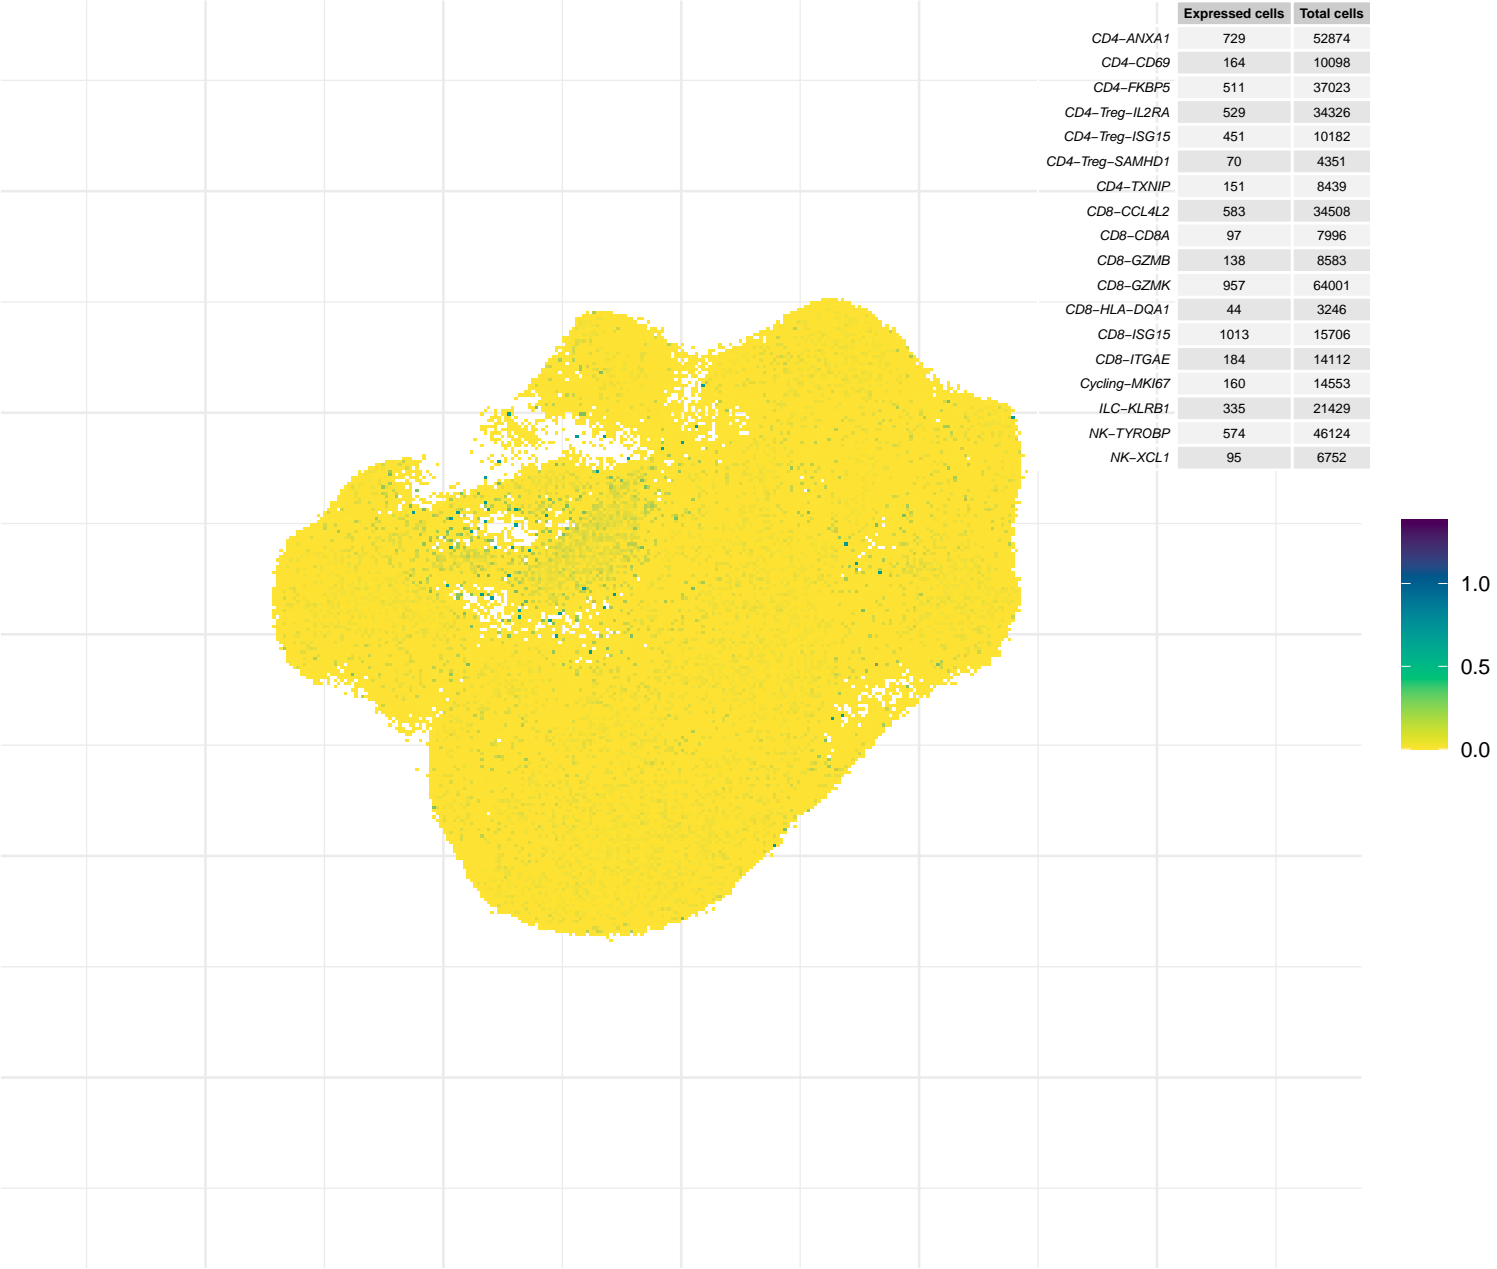 Expressed cells Total cells
CD4−ANXA1 729 52874
CD4−CD69 164 10098
CD4−FKBP5 511 37023
CD4−Treg−IL2RA 529 34326
CD4−Treg−ISG15 451 10182
CD4−Treg−SAMHD1 70 4351
CD4−TXNIP 151 8439
CD8−CCL4L2 583 34508
CD8−CD8A 97 7996
CD8−GZMB 138 8583
CD8−GZMK 957 64001
CD8−HLA−DQA1 44 3246
CD8−ISG15 1013 15706
CD8−ITGAE 184 14112
Cycling−MKI67 160 14553
ILC−KLRB1 335 21429
NK−TYROBP 574 46124
NK−XCL1 95 6752
1.0
0.5
0.0